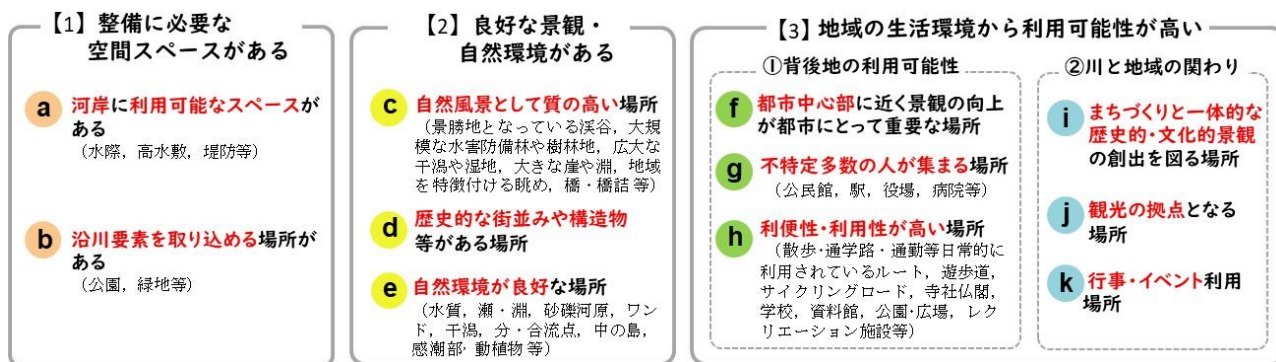 【1】整備に必要な
空間スペースがある
a
河岸に利用可能なスペースが
ある
（水際，高水敷，堤防等）
b
沿川要素を取り込める場所が
ある
（公園，緑地等）
【2】良好な景観・
自然環境がある
c
自然風景として質の高い場所
（景勝地となっている渓谷，大規
模な水害防備林や樹林地，広大な
干潟や湿地，大きな崖や淵，地域
を特徴付ける眺め，橋・橋詰等）
d
歴史的な街並みや構造物
等がある場所
e
自然環境が良好な場所
（水質，瀬・淵，砂礫河原，ワン
ド，干潟，分・合流点，中の島，
感潮部・動植物等）
【3】地域の生活環境から利用可能性が高い
①背後地の利用可能性
f
都市中心部に近く景観の向上
が都市にとって重要な場所
g
不特定多数の人が集まる場所
（公民館，駅，役場，病院等）
h
利便性・利用性が高い場所
（散歩・通学路・通勤等日常的に
利用されているルート，遊歩道，
サイクリングロード，寺社仏閣，
学校，資料館，公園・広場，レク
リエーション施設等）
②川と地域の関わり
i
まちづくりと一体的な
歴史的・文化的景観
の創出を図る場所
j
観光の拠点となる
場所
k
行事・イベント利用
場所